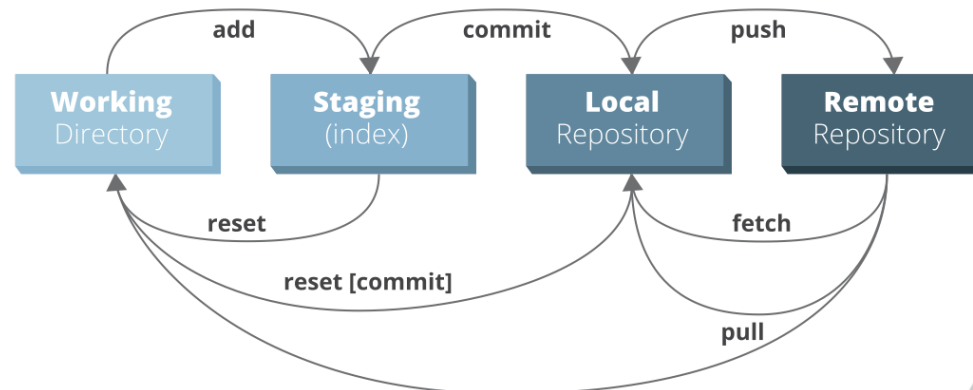 add
commit
push
Working
Directory
Staging
(index)
Local
Repository
Remote
Repository
reset
fetch
reset [commit]
pull